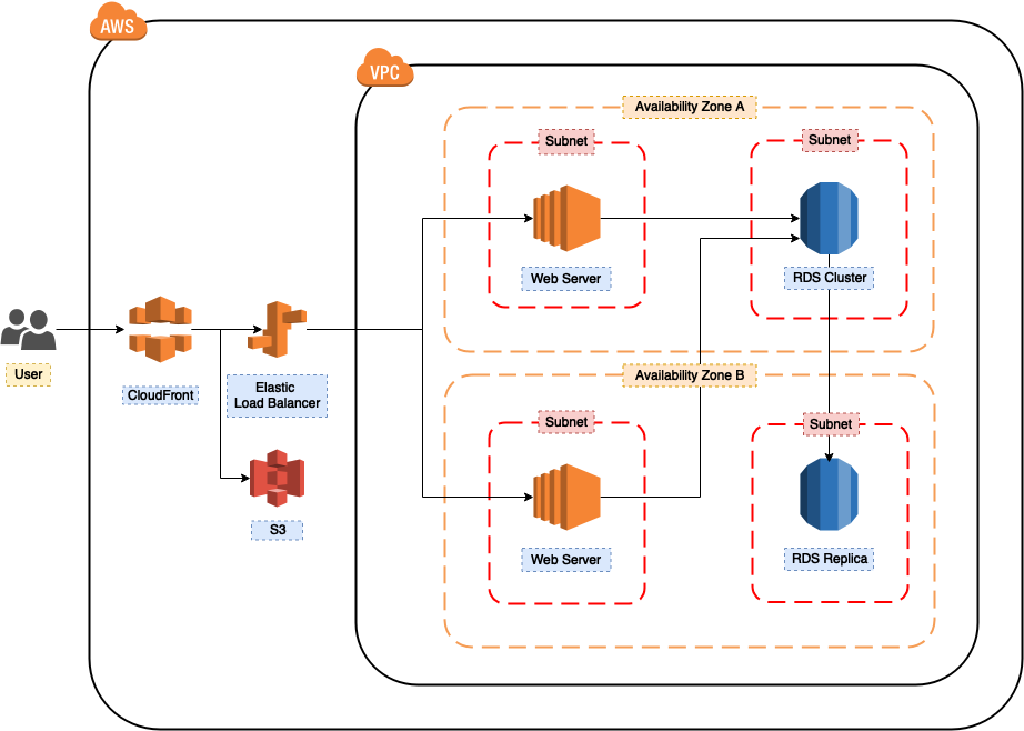 AWS
VPC
Availability Zone A
Subnet
Subnet
Web Server
RDS Cluster
User
CloudFront
Elastic
Load Balancer
Availability Zone B
Subnet
Subnet
S3
Web Server
RDS Replica